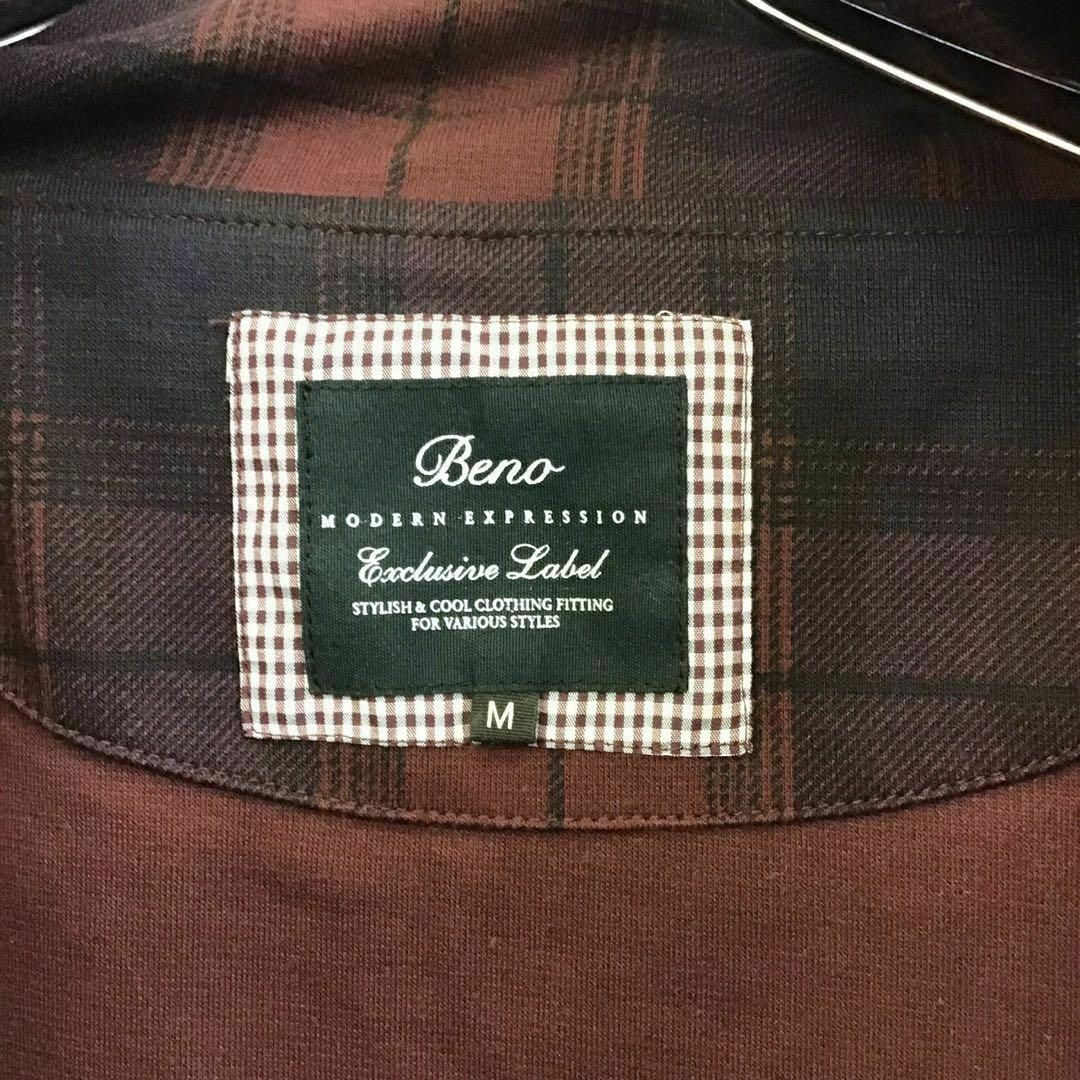 Beno
MODERN EXPRESSION
Exclusive Label
STYLISH & COOL CLOTHING FITTING
FOR VARIOUS STYLES
M